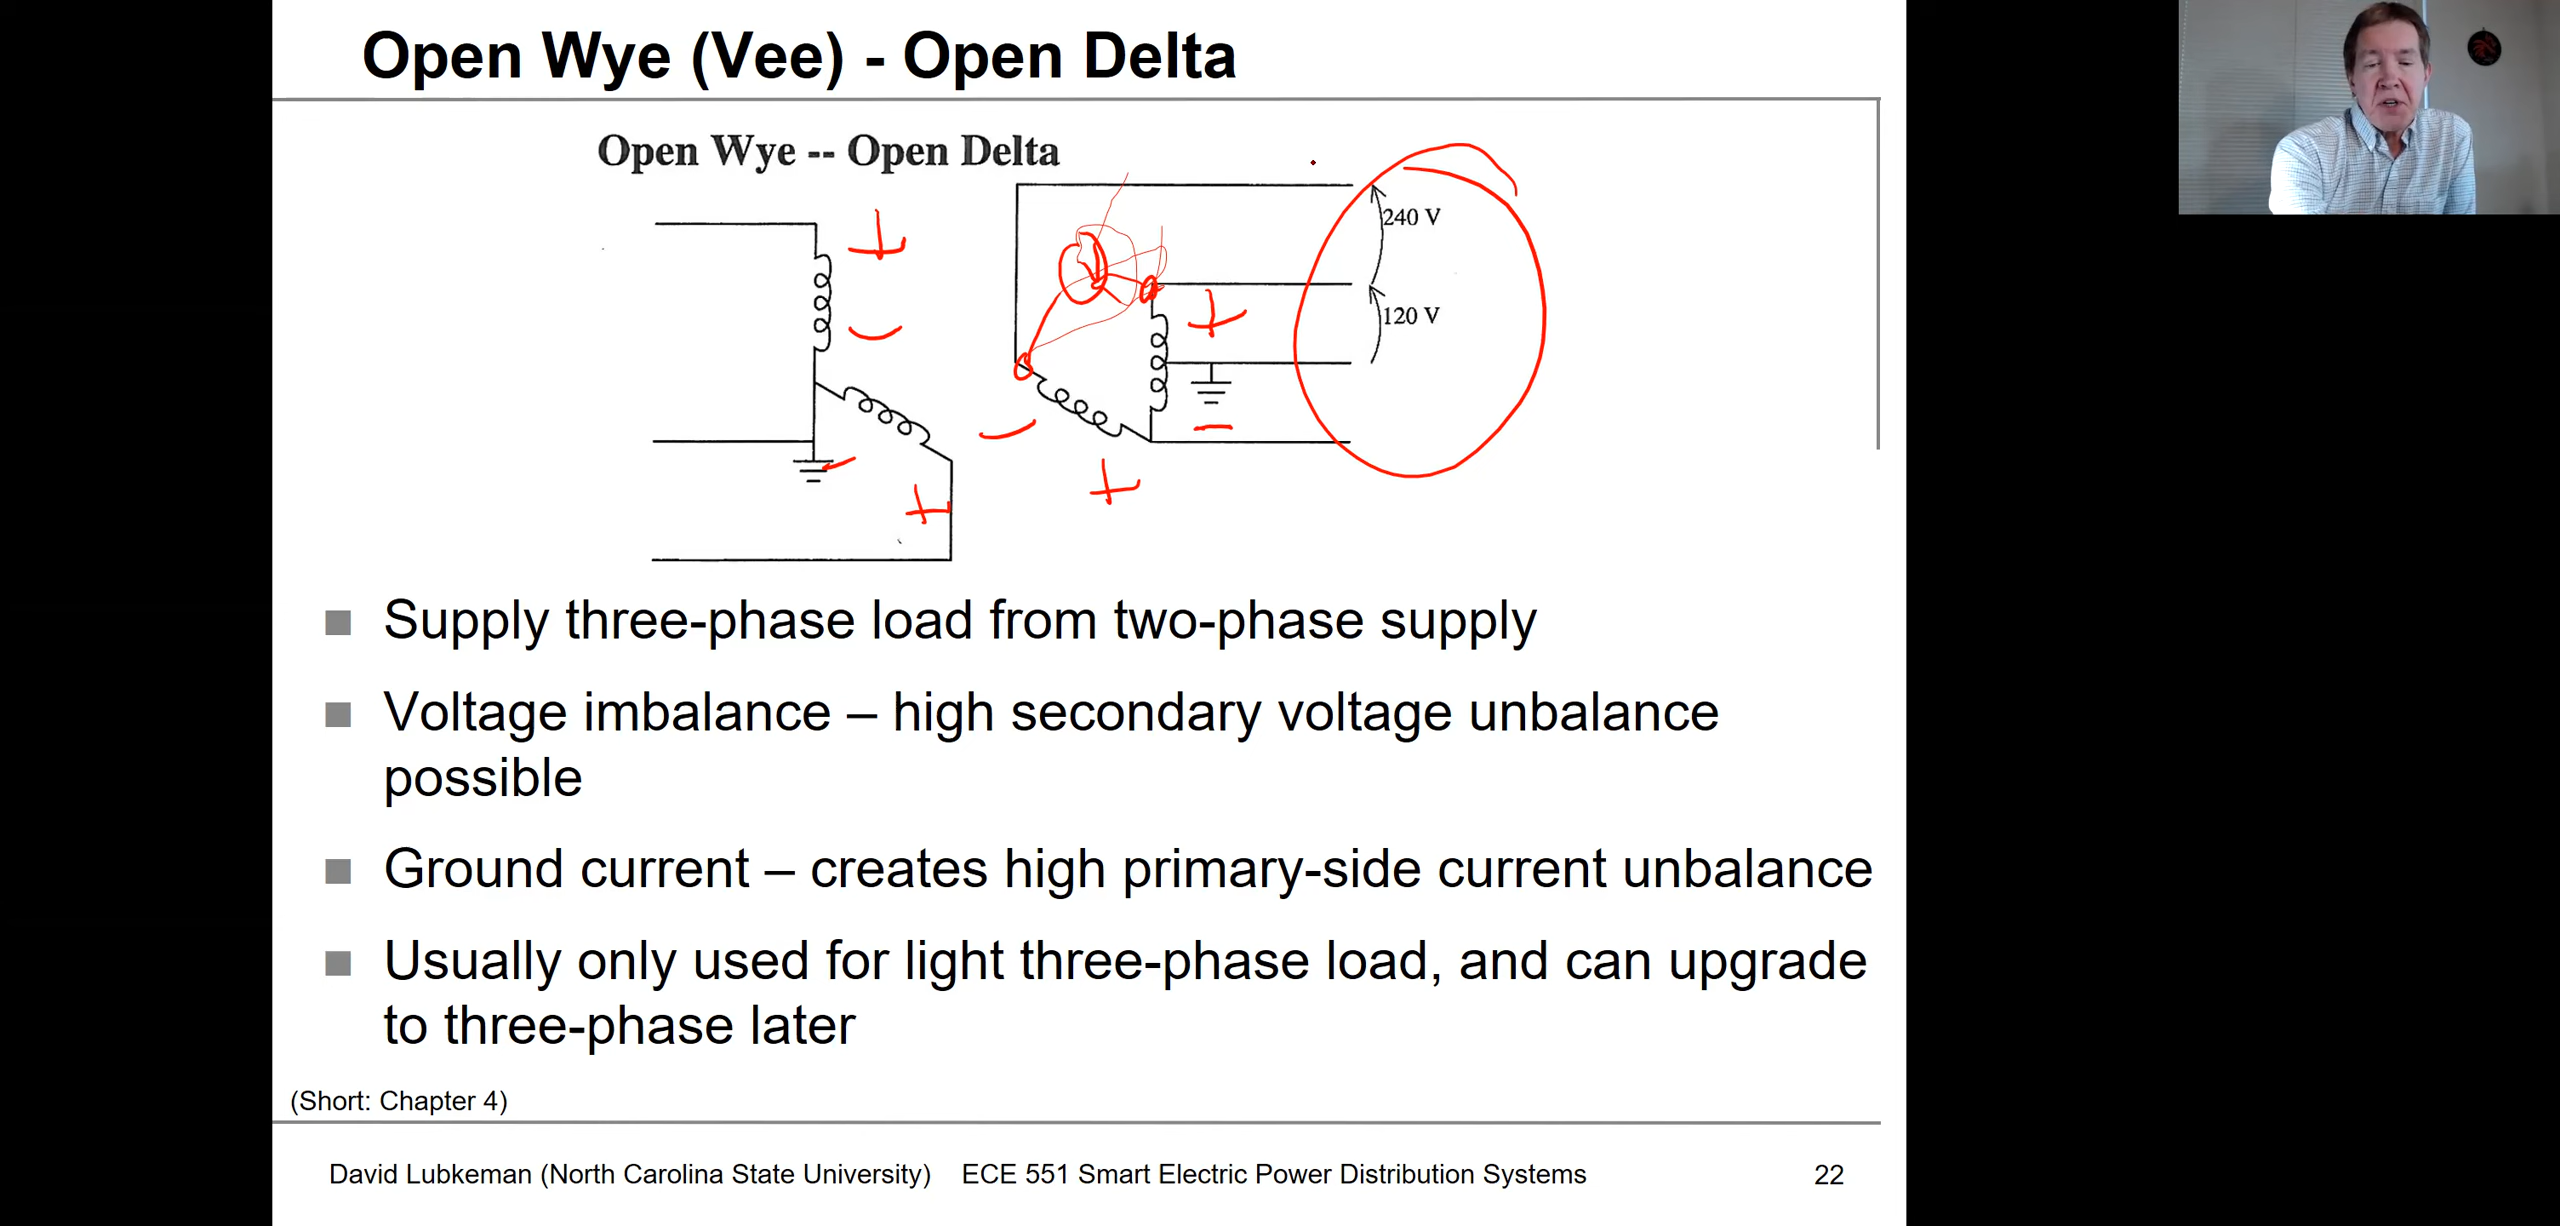 Open Wye (Vee) - Open Delta
Open Wye -- Open Delta
240 V
120 V
■ Supply three-phase load from two-phase supply
■ Voltage imbalance – high secondary voltage unbalance
possible
■ Ground current – creates high primary-side current unbalance
■ Usually only used for light three-phase load, and can upgrade
to three-phase later
(Short: Chapter 4)
David Lubkeman (North Carolina State University) ECE 551 Smart Electric Power Distribution Systems 22